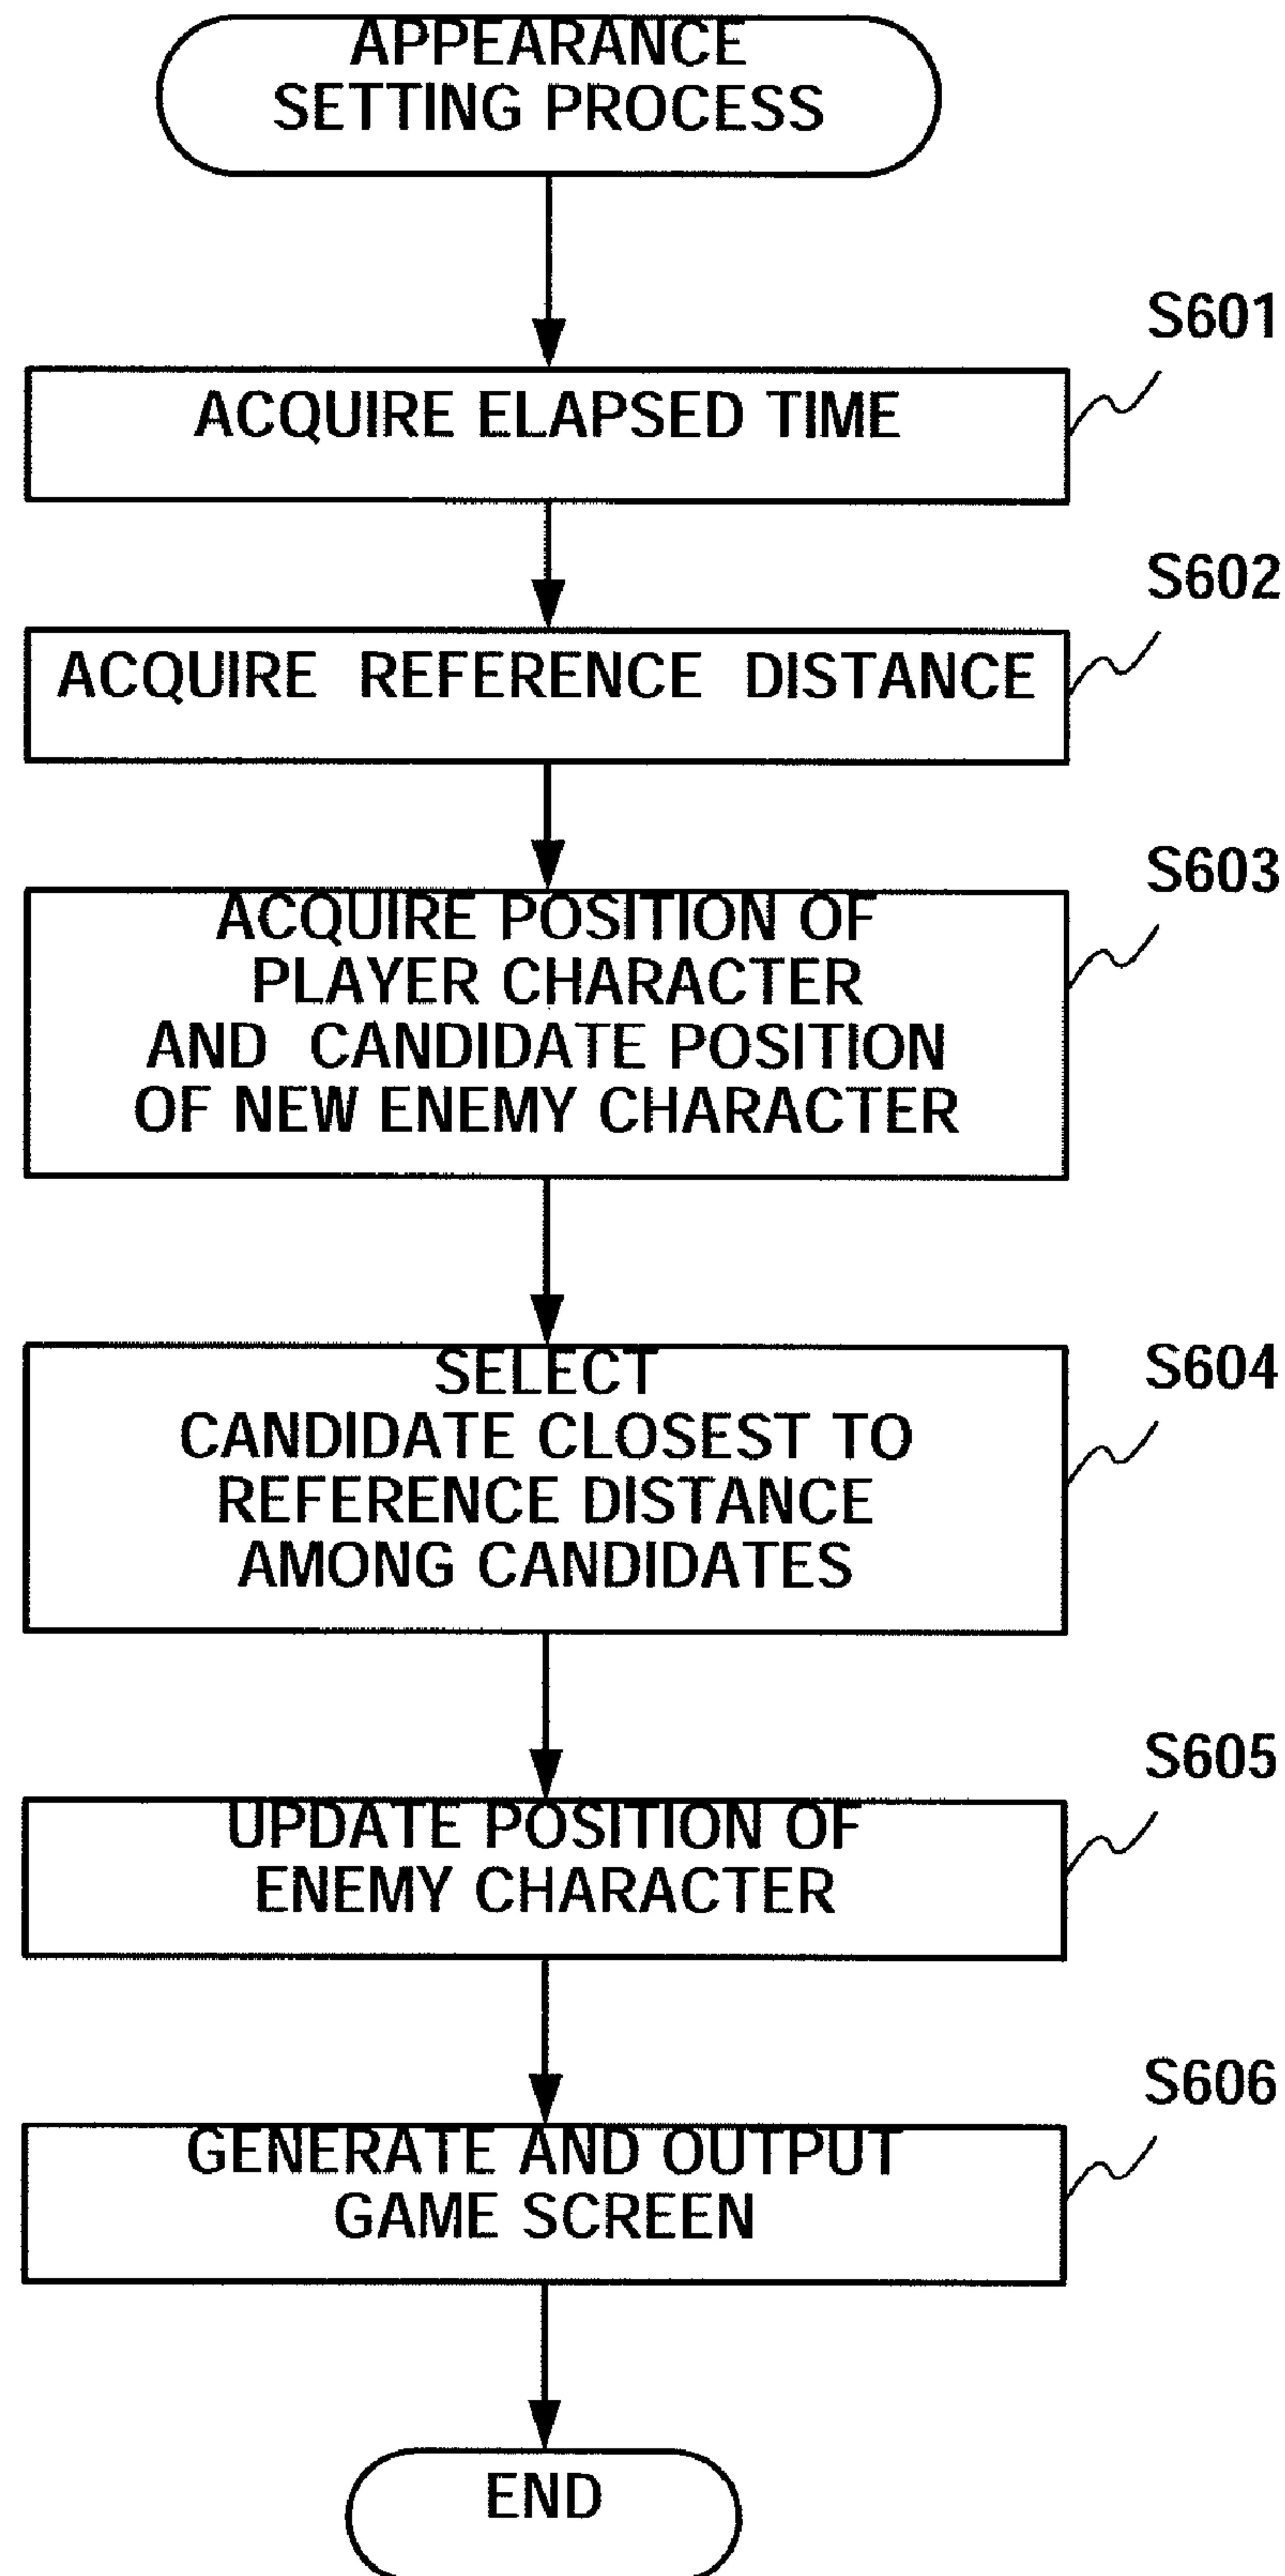 APPEARANCE
SETTING PROCESS
S601
ACQUIRE ELAPSED TIME
S602
ACQUIRE REFERENCE DISTANCE
S603
ACQUIRE POSITION OF
PLAYER CHARACTER
AND CANDIDATE POSITION
OF NEW ENEMY CHARACTER
S604
SELECT
CANDIDATE CLOSEST TO
REFERENCE DISTANCE
AMONG CANDIDATES
S605
UPDATE POSITION OF
ENEMY CHARACTER
S606
GENERATE AND OUTPUT
GAME SCREEN
END